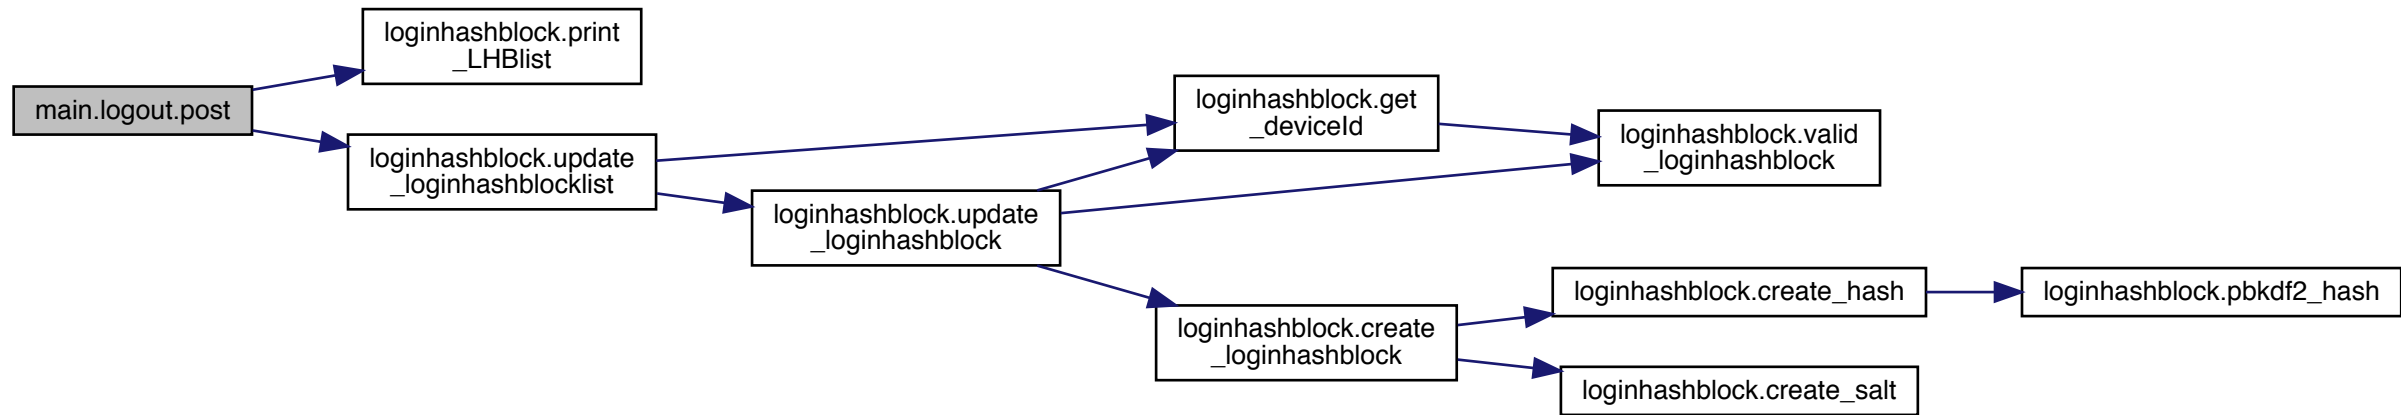 loginhashblock.print
_LHBlist
main.logout.post
loginhashblock.update
_loginhashblocklist
loginhashblock.update
_loginhashblock
loginhashblock.get
_deviceId
loginhashblock.valid
_loginhashblock
loginhashblock.create
_loginhashblock
loginhashblock.create_hash
loginhashblock.pbkdf2_hash
loginhashblock.create_salt